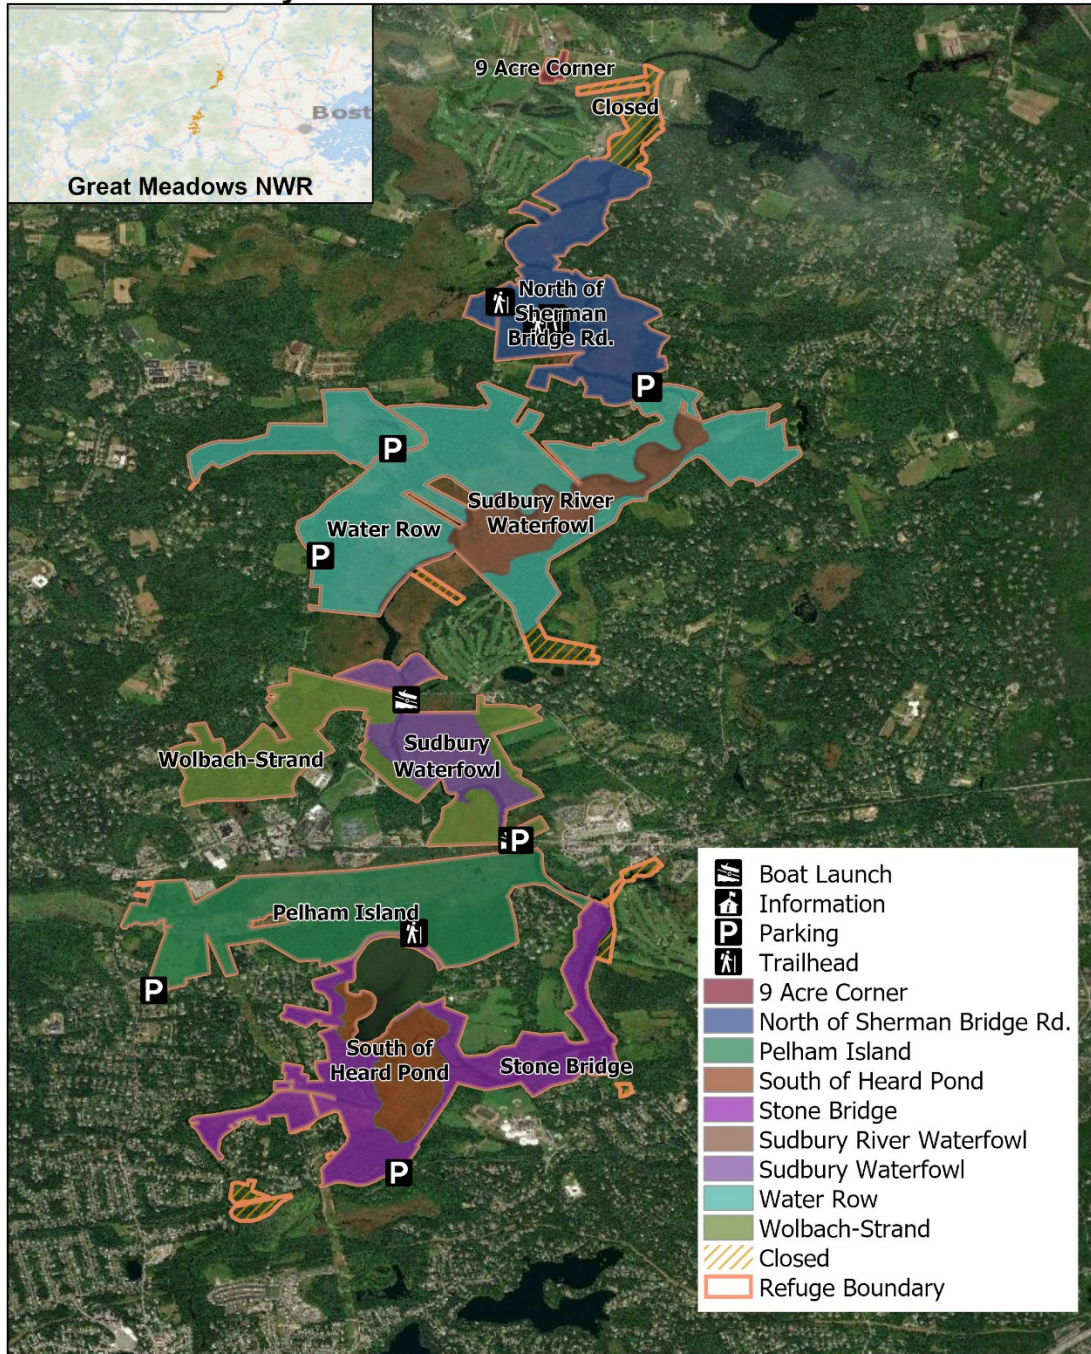 Bost
Great Meadows NWR
9 Acre Corner
Closed
North of
Sherman
Bridge Rd.
P
P
Sudbury River
Waterfowl
Water Row
P
Wolbach-Strand
Sudbury
Waterfowl
P
Pelham Island
P
South of
Heard Pond
Stone Bridge
P
Boat Launch
Information
P Parking
Trailhead
9 Acre Corner
North of Sherman Bridge Rd.
Pelham Island
South of Heard Pond
Stone Bridge
Sudbury River Waterfowl
Sudbury Waterfowl
Water Row
Wolbach-Strand
Closed
Refuge Boundary